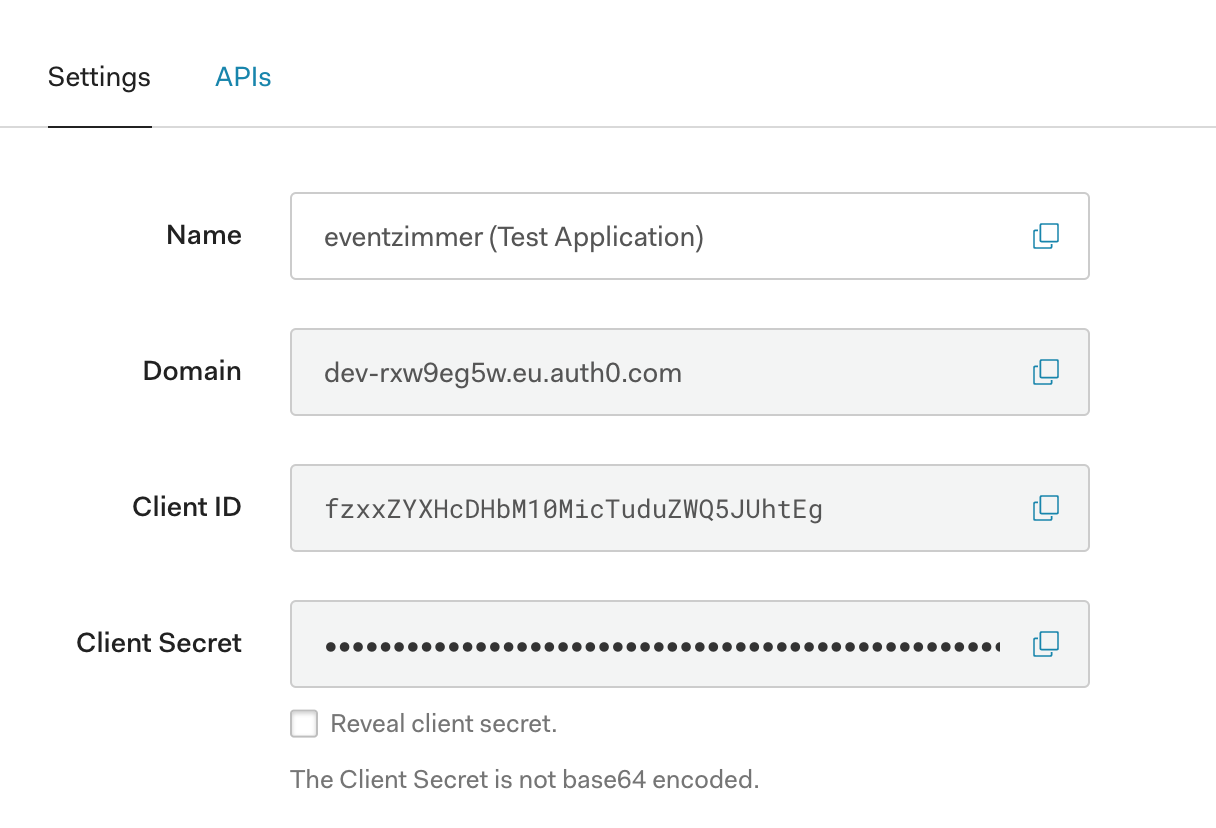 Settings APIs
Name eventzimmer (Test Application)
Domain dev-rxw9eg5w.eu.auth0.com
Client ID fzxxZYXHcDHbM10MicTuduZWQ5JUhtEg
Client Secret ••••••••••••••••••••••••••••••••••••••••••••••••••
Reveal client secret.
The Client Secret is not base64 encoded.